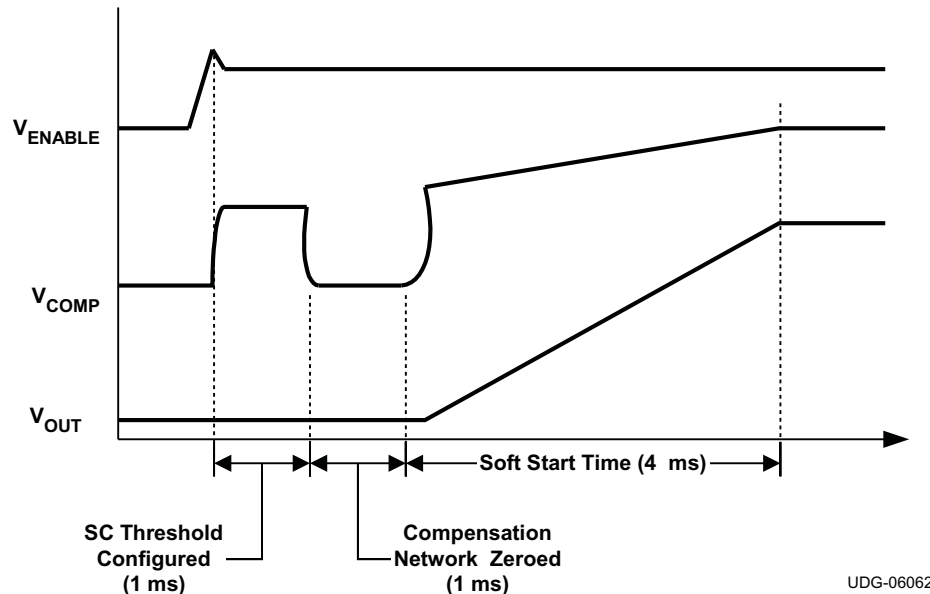 VENABLE
VCOMP
VOUT
Soft Start Time (4 ms)
SC Threshold
Configured
(1 ms)
Compensation
Network Zeroed
(1 ms)
UDG-06062